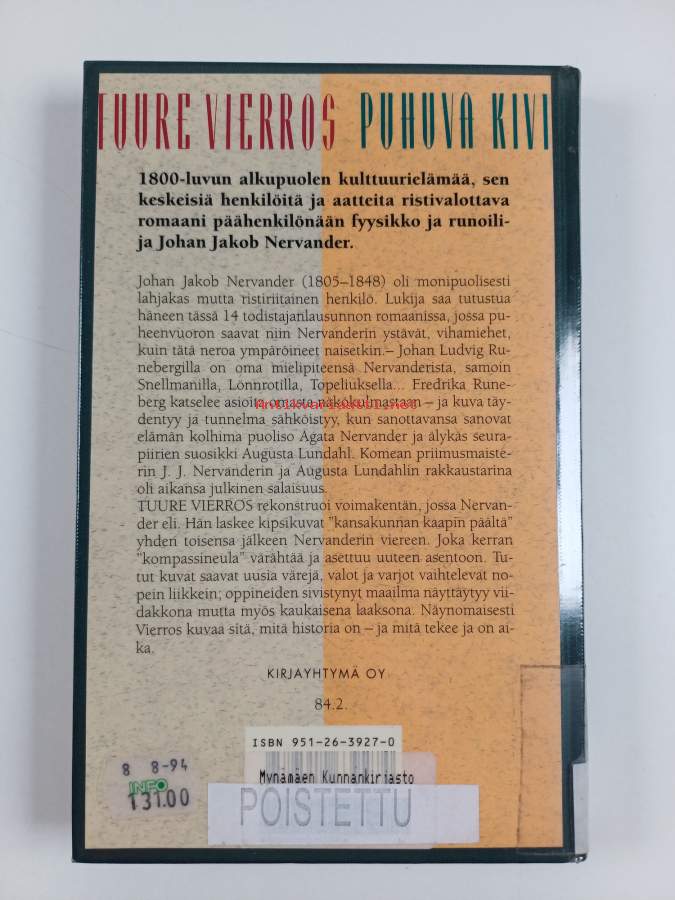 TUURE VIERROS PUHUVA KIVI
1800-luvun alkupuolen kulttuurielämää, sen
keskeisiä henkilöitä ja aatteita ristivalottava
romaani päähenkilönään fyysikko ja runoili-
ja Johan Jakob Nervander.
Johan Jakob Nervander (1805–1848) oli monipuolisesti
lahjakas mutta ristiriitainen henkilö. Lukija saa tutustua
häneen tässä 14 todistajanlausunnon romaanissa, jossa pu-
heenvuoron saavat niin Nervanderin ystävät, vihamiehet,
kuin tätä neroa ympäröineet naisetkin. – Johan Ludvig Ru-
nebergilla on oma mielipiteensä Nervanderista, samoin
Snellmanilla, Lönnrotilla, Topeliuksella... Fredrika Rune-
berg katselee asioita omasta näkökulmastaan – ja kuva täy-
Antikvariaatti.net
dentyy ja tunnelma sähköistyy, kun sanottavansa sanovat
elämän kolhima puoliso Agata Nervander ja älykäs seura-
piirien suosikki Augusta Lundahl. Komean priimusmaiste-
rin J. J. Nervanderin ja Augusta Lundahlin rakkaustarina
oli aikansa julkinen salaisuus.
TUURE VIERROS rekonstruoi voimakentän, jossa Nervan-
der eli. Hän laskee kipsikuvat "kansakunnan kaapin päältä"
yhden toisensa jälkeen Nervanderin viereen. Joka kerran
"kompassineula" värähtää ja asettuu uuteen asentoon. Tu-
tut kuvat saavat uusia värejä, valot ja varjot vaihtelevat no-
pein liikkein; oppineiden sivistynyt maailma näyttäytyy vii-
dakkona mutta myös kaukaisena laaksona. Näynomaisesti
Vierros kuvaa sitä, mitä historia on – ja mitä tekee ja on ai-
ka.
KIRJAYHTYMÄ OY
84.2.
ISBN 951-26-3927-0
8 8-94
INFO
131.00
Mynämäen Kunnankirjasto
POISTETTU